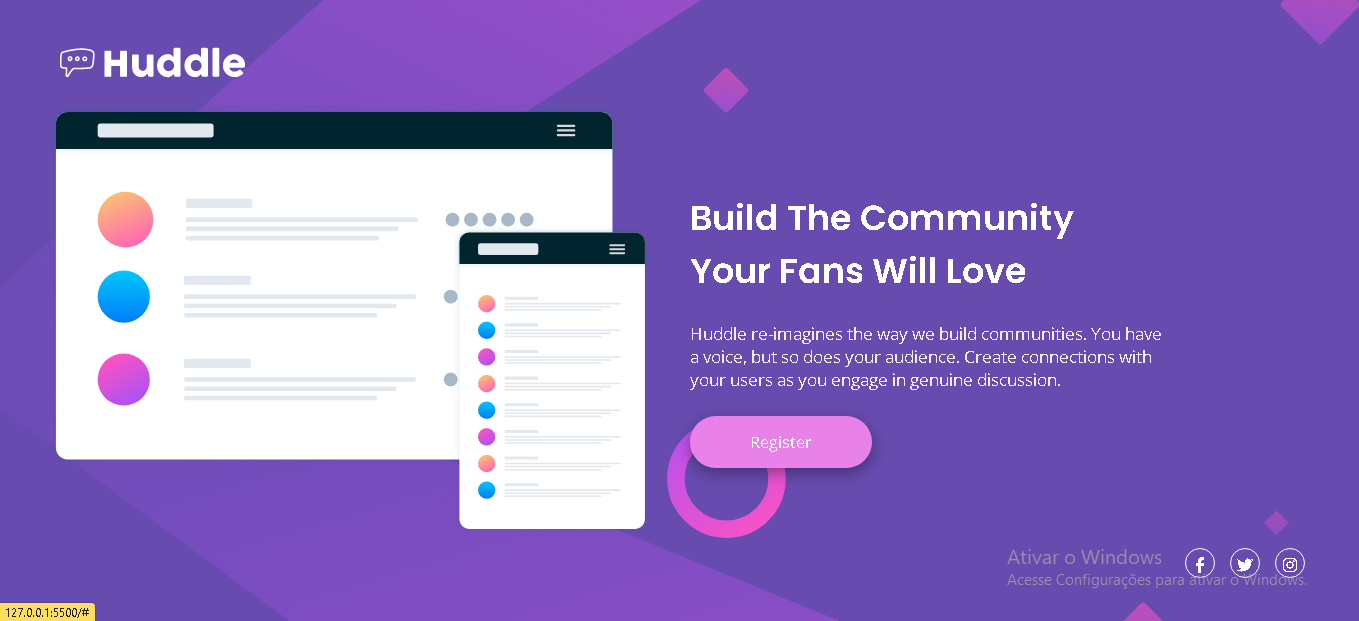 Huddle
Build The Community
Your Fans Will Love
Huddle re-imagines the way we build communities. You have
a voice, but so does your audience. Create connections with
your users as you engage in genuine discussion.
Register
Ativar o Windows
Acesse Configurações para ativar o Windows.
127.0.0.1:5500/#